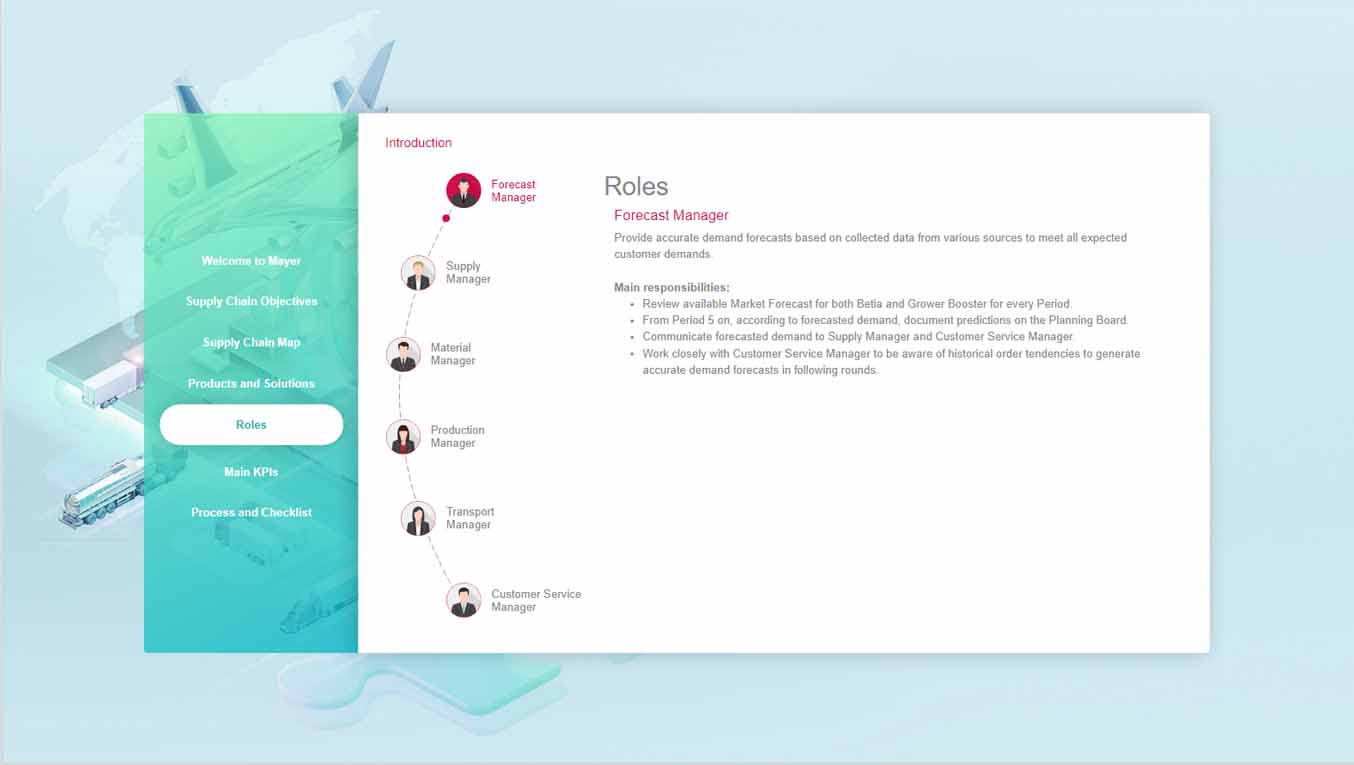 Introduction
Welcome to Mayer
Supply Chain Objectives
Supply Chain Map
Products and Solutions
Roles
Main KPIs
Process and Checklist
Forecast
Manager
Supply
Manager
Material
Manager
Production
Manager
Transport
Manager
Customer Service
Manager
Roles
Forecast Manager
Provide accurate demand forecasts based on collected data from various sources to meet all expected
customer demands.
Main responsibilities:
• Review available Market Forecast for both Betia and Grower Booster for every Period.
• From Period 5 on, according to forecasted demand, document predictions on the Planning Board.
• Communicate forecasted demand to Supply Manager and Customer Service Manager.
• Work closely with Customer Service Manager to be aware of historical order tendencies to generate
accurate demand forecasts in following rounds.